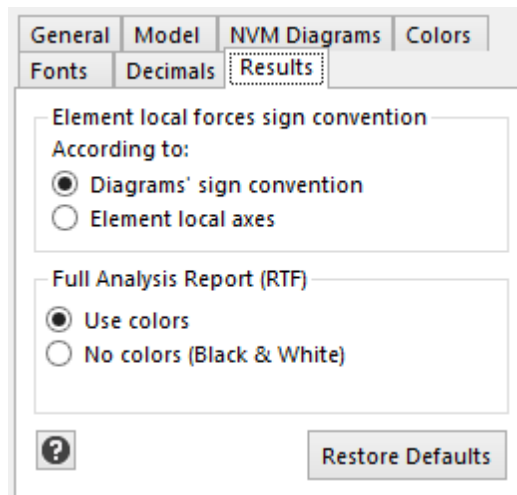 General Model NVM Diagrams Colors
Fonts Decimals Results
Element local forces sign convention
According to:
Diagrams' sign convention
Element local axes
Full Analysis Report (RTF)
Use colors
No colors (Black & White)
? Restore Defaults